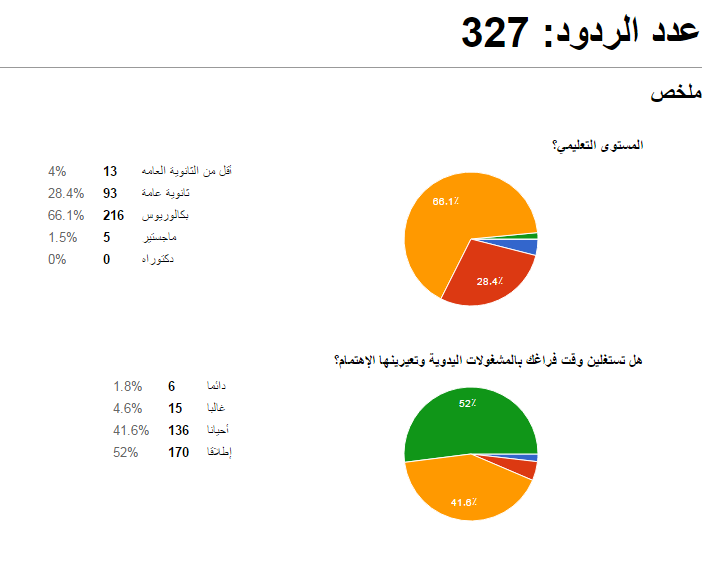 عدد الردود: 327
ملخص
المستوى التعليمي؟
أقل من الثانوية العامه 13 4%
ثانوية عامة 93 28.4%
بكالوريوس 216 66.1%
ماجستير 5 1.5%
دكتوراه 0 0%
66.1٪
28.4٪
هل تستغلين وقت فراغك بالمشغولات اليدوية وتعيرينها الإهتمام؟
دائما 6 1.8%
غالبا 15 4.6%
أحيانا 136 41.6%
إطلاقا 170 52%
52٪
41.6٪